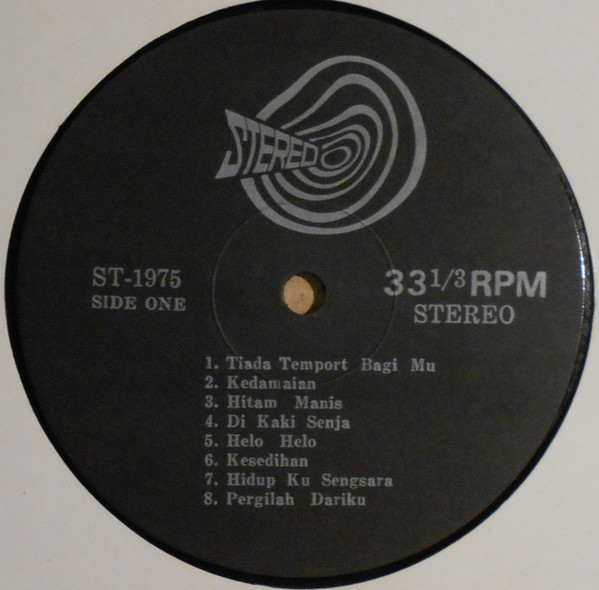 STEREO
ST-1975
SIDE ONE
33 1/3 RPM
STEREO
1. Tiada Temport Bagi Mu
2. Kedamaian
3. Hitam Manis
4. Di Kaki Senja
5. Helo Helo
6. Kesedihan
7. Hidup Ku Sengsara
8. Pergilah Dariku